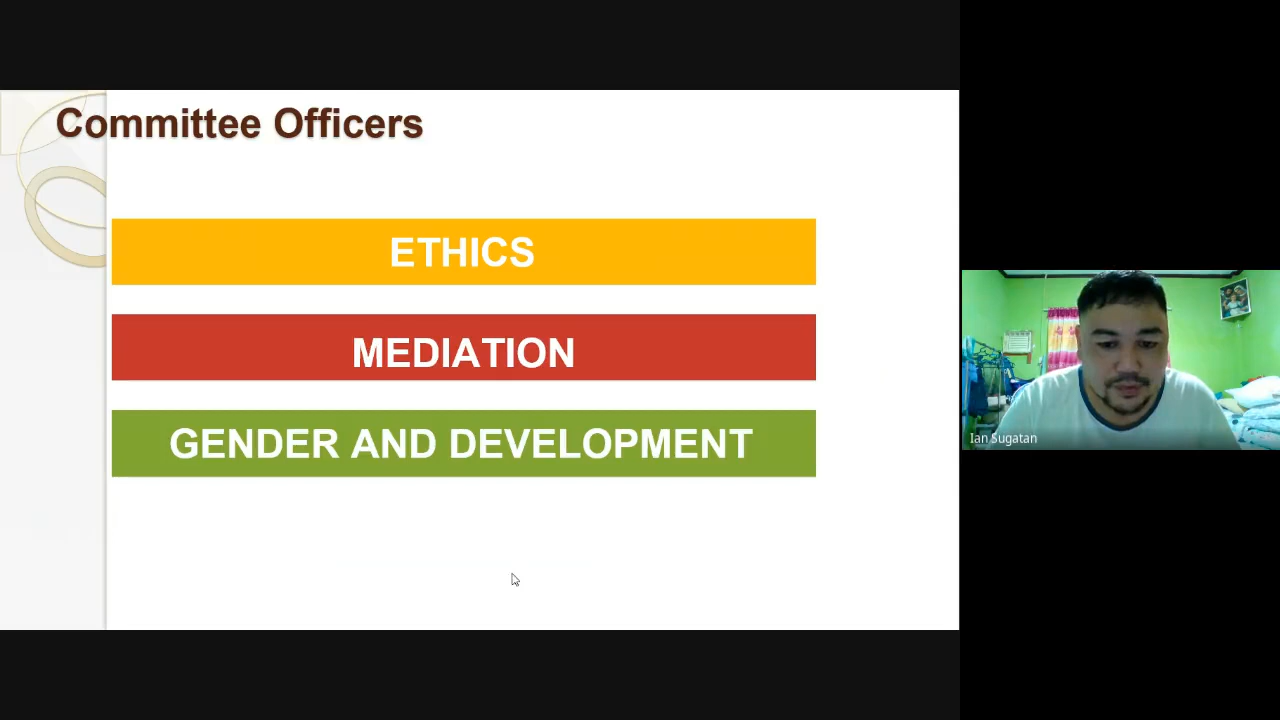 Committee Officers
ETHICS
MEDIATION
GENDER AND DEVELOPMENT
Ian Sugatan